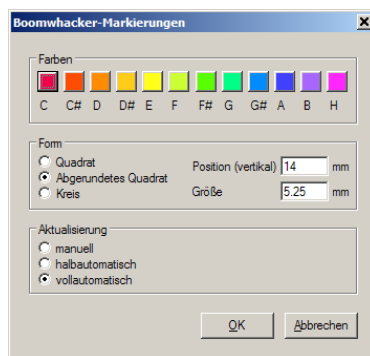 Boomwhacker-Markierungen
Farben
C C# D D# E F F# G G# A B H
Form
Quadrat
Abgerundetes Quadrat
Kreis
Position (vertikal) 14 mm
Größe 5.25 mm
Aktualisierung
manuell
halbautomatisch
vollautomatisch
OK Abbrechen